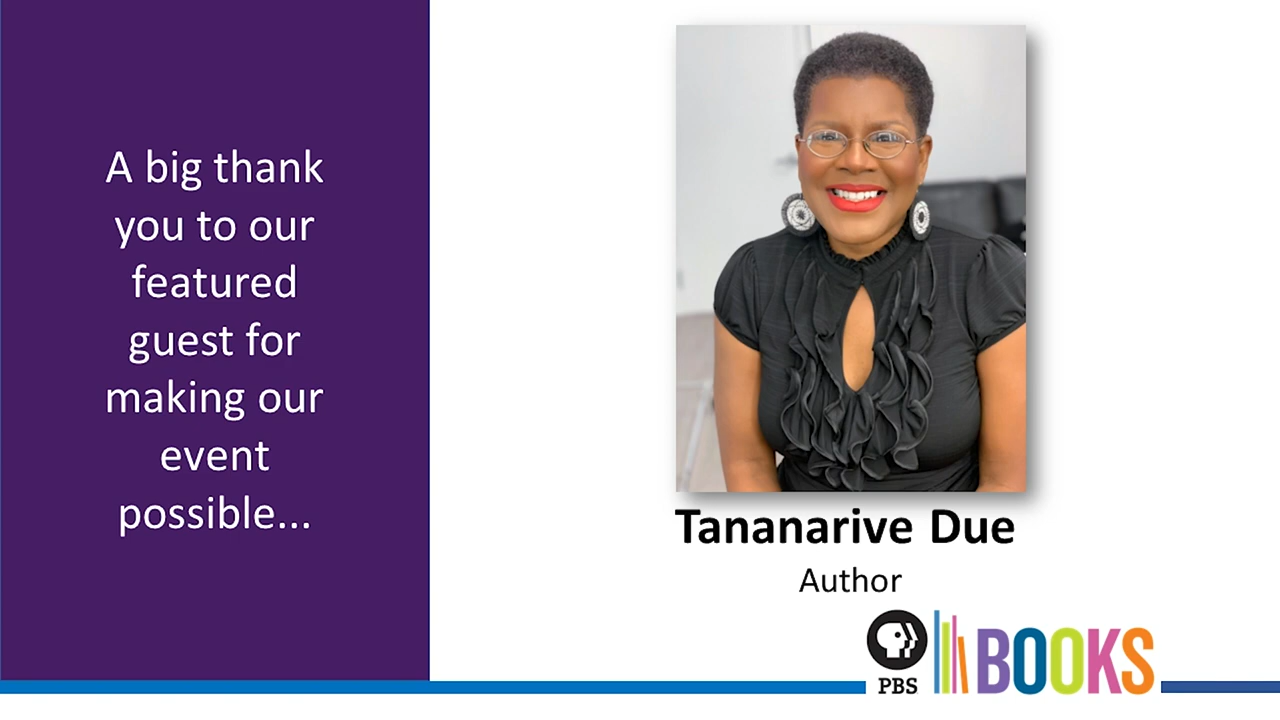 A big thank
you to our
featured
guest for
making our
event
possible...
Tananarive Due
Author
PBS
BOOKS